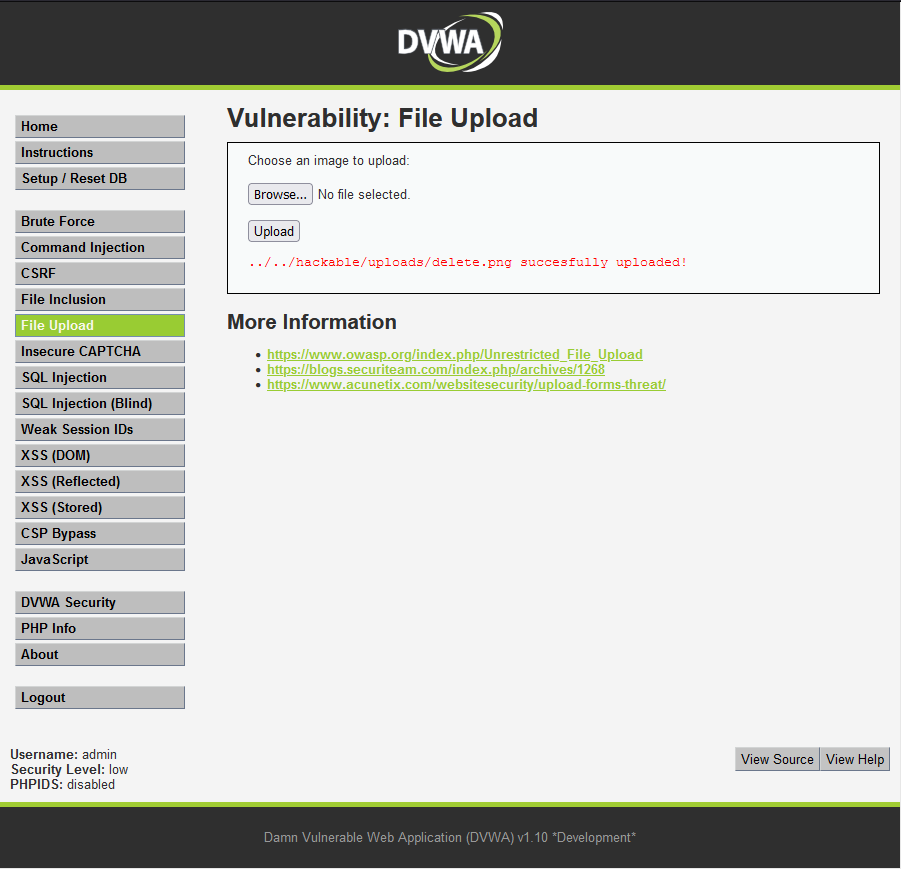 DVWA
Vulnerability: File Upload
Home
Instructions
Setup / Reset DB
Brute Force
Command Injection
CSRF
File Inclusion
File Upload
Insecure CAPTCHA
SQL Injection
SQL Injection (Blind)
Weak Session IDs
XSS (DOM)
XSS (Reflected)
XSS (Stored)
CSP Bypass
JavaScript
DVWA Security
PHP Info
About
Logout
Choose an image to upload:
Browse... No file selected.
Upload
../../hackable/uploads/delete.png succesfully uploaded!
More Information
https://www.owasp.org/index.php/Unrestricted_File_Upload
https://blogs.securiteam.com/index.php/archives/1268
https://www.acunetix.com/websitesecurity/upload-forms-threat/
Username: admin
Security Level: low
PHPIDS: disabled
View Source View Help
Damn Vulnerable Web Application (DVWA) v1.10 *Development*